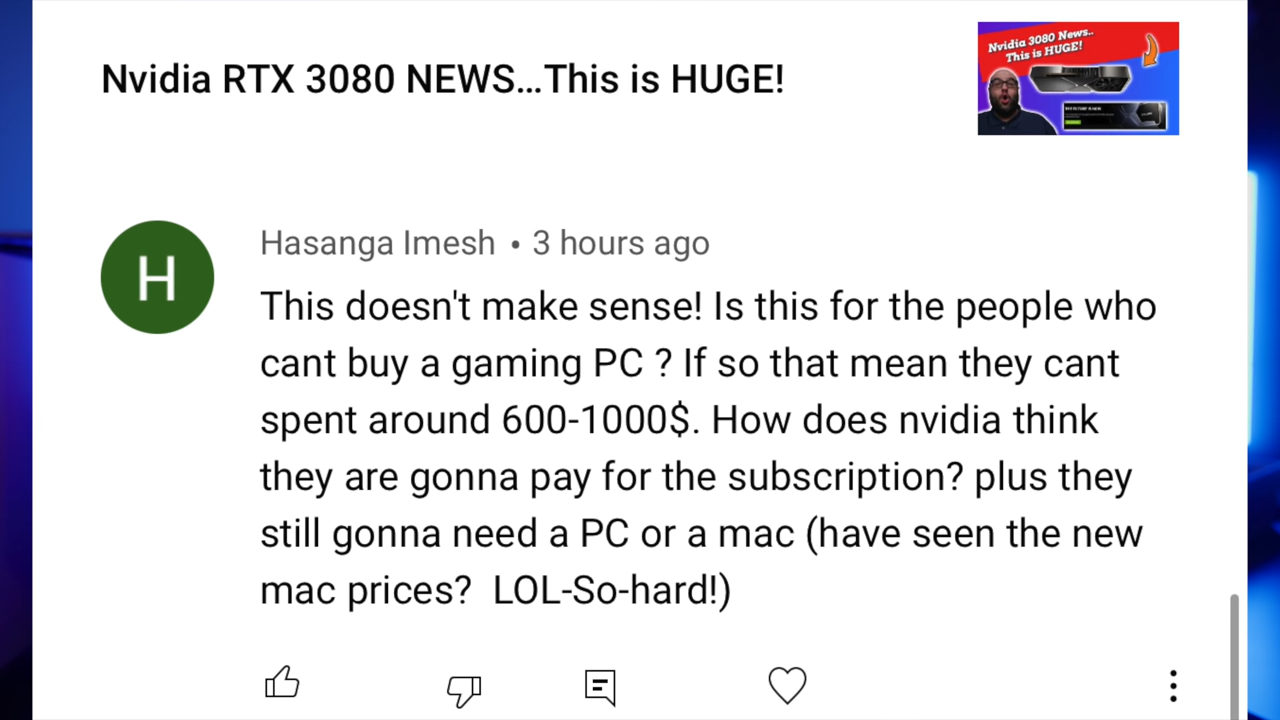 Nvidia RTX 3080 NEWS...This is HUGE!
Nvidia 3080 News..
This is HUGE!
H
Hasanga Imesh • 3 hours ago
This doesn't make sense! Is this for the people who
cant buy a gaming PC ? If so that mean they cant
spent around 600-1000$. How does nvidia think
they are gonna pay for the subscription? plus they
still gonna need a PC or a mac (have seen the new
mac prices?  LOL-So-hard!)